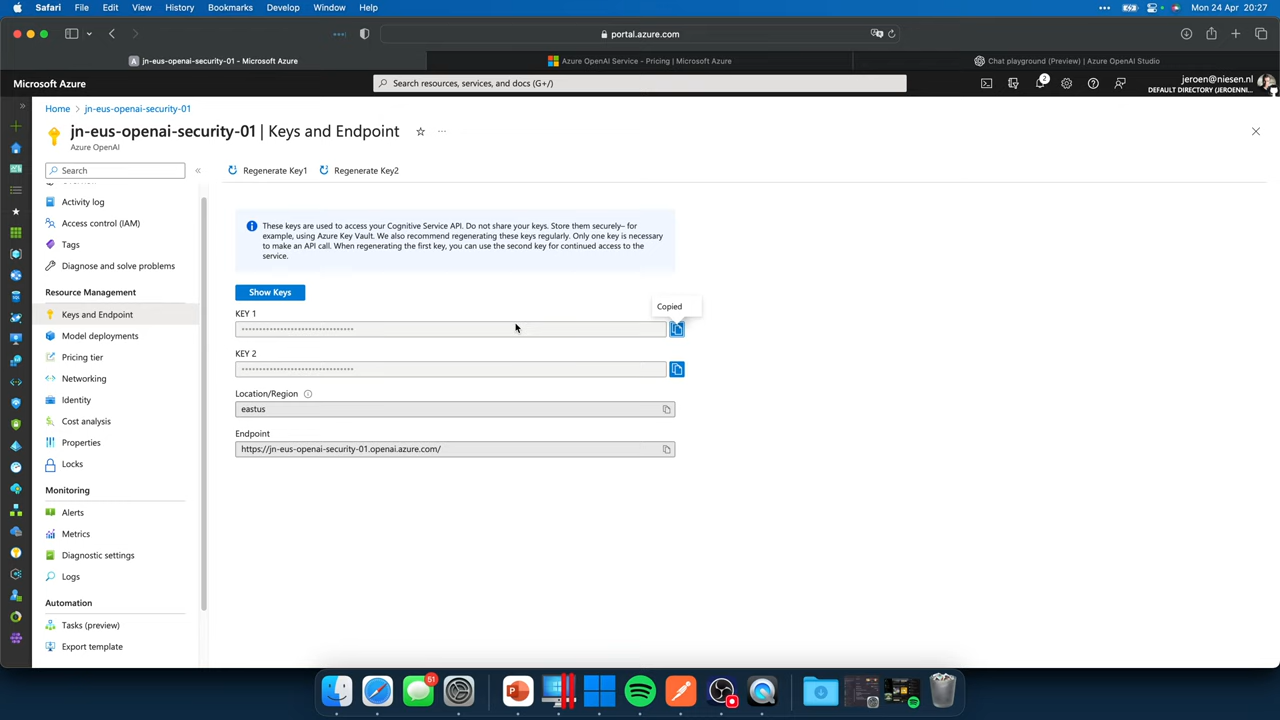 Safari File Edit View History Bookmarks Develop Window Help
Mon 24 Apr 20:27
portal.azure.com
jn-eus-openai-security-01 - Microsoft Azure
Azure OpenAI Service - Pricing | Microsoft Azure
Chat playground (Preview) | Azure OpenAI Studio
Microsoft Azure
Search resources, services, and docs (G+/)
2
jeroen@niesen.nl
DEFAULT DIRECTORY (JEROENNI...
Home > jn-eus-openai-security-01
jn-eus-openai-security-01 | Keys and Endpoint
Azure OpenAI
Search
Regenerate Key1
Regenerate Key2
Overview
Activity log
Access control (IAM)
Tags
Diagnose and solve problems
Resource Management
Keys and Endpoint
Model deployments
Pricing tier
Networking
Identity
Cost analysis
Properties
Locks
Monitoring
Alerts
Metrics
Diagnostic settings
Logs
Automation
Tasks (preview)
Export template
These keys are used to access your Cognitive Service API. Do not share your keys. Store them securely– for
example, using Azure Key Vault. We also recommend regenerating these keys regularly. Only one key is necessary
to make an API call. When regenerating the first key, you can use the second key for continued access to the
service.
Show Keys
Copied
KEY 1
••••••••••••••••••••••••••••••••
KEY 2
••••••••••••••••••••••••••••••••
Location/Region
eastus
Endpoint
https://jn-eus-openai-security-01.openai.azure.com/
51